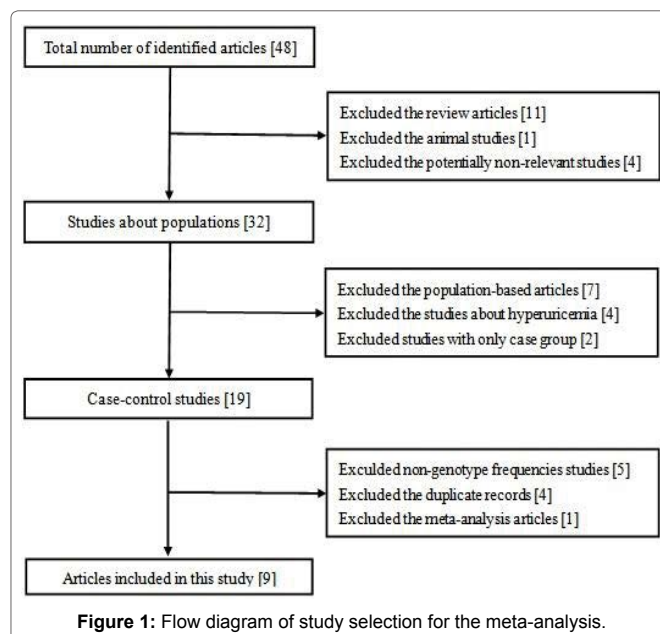 Total number of identified articles [48]
Excluded the review articles [11]
Excluded the animal studies [1]
Excluded the potentially non-relevant studies [4]
Studies about populations [32]
Excluded the population-based articles [7]
Excluded the studies about hyperuricemia [4]
Excluded studies with only case group [2]
Case-control studies [19]
Exculded non-genotype frequencies studies [5]
Excluded the duplicate records [4]
Excluded the meta-analysis articles [1]
Articles included in this study [9]
Figure 1: Flow diagram of study selection for the meta-analysis.